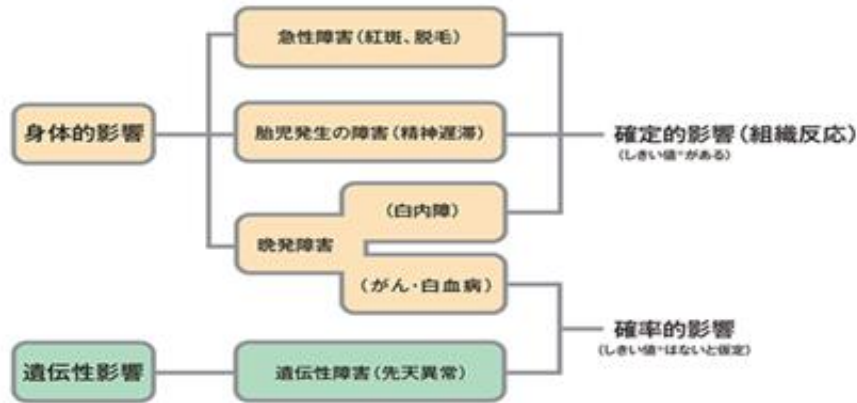 急性障害(紅斑、脱毛)
身体的影響
胎児発生の障害(精神遅滞)
確定的影響(組織反応)
(しきい値*がある)
(白内障)
晩発障害
(がん・白血病)
確率的影響
(しきい値*はないと仮定)
遺伝性影響
遺伝性障害(先天異常)